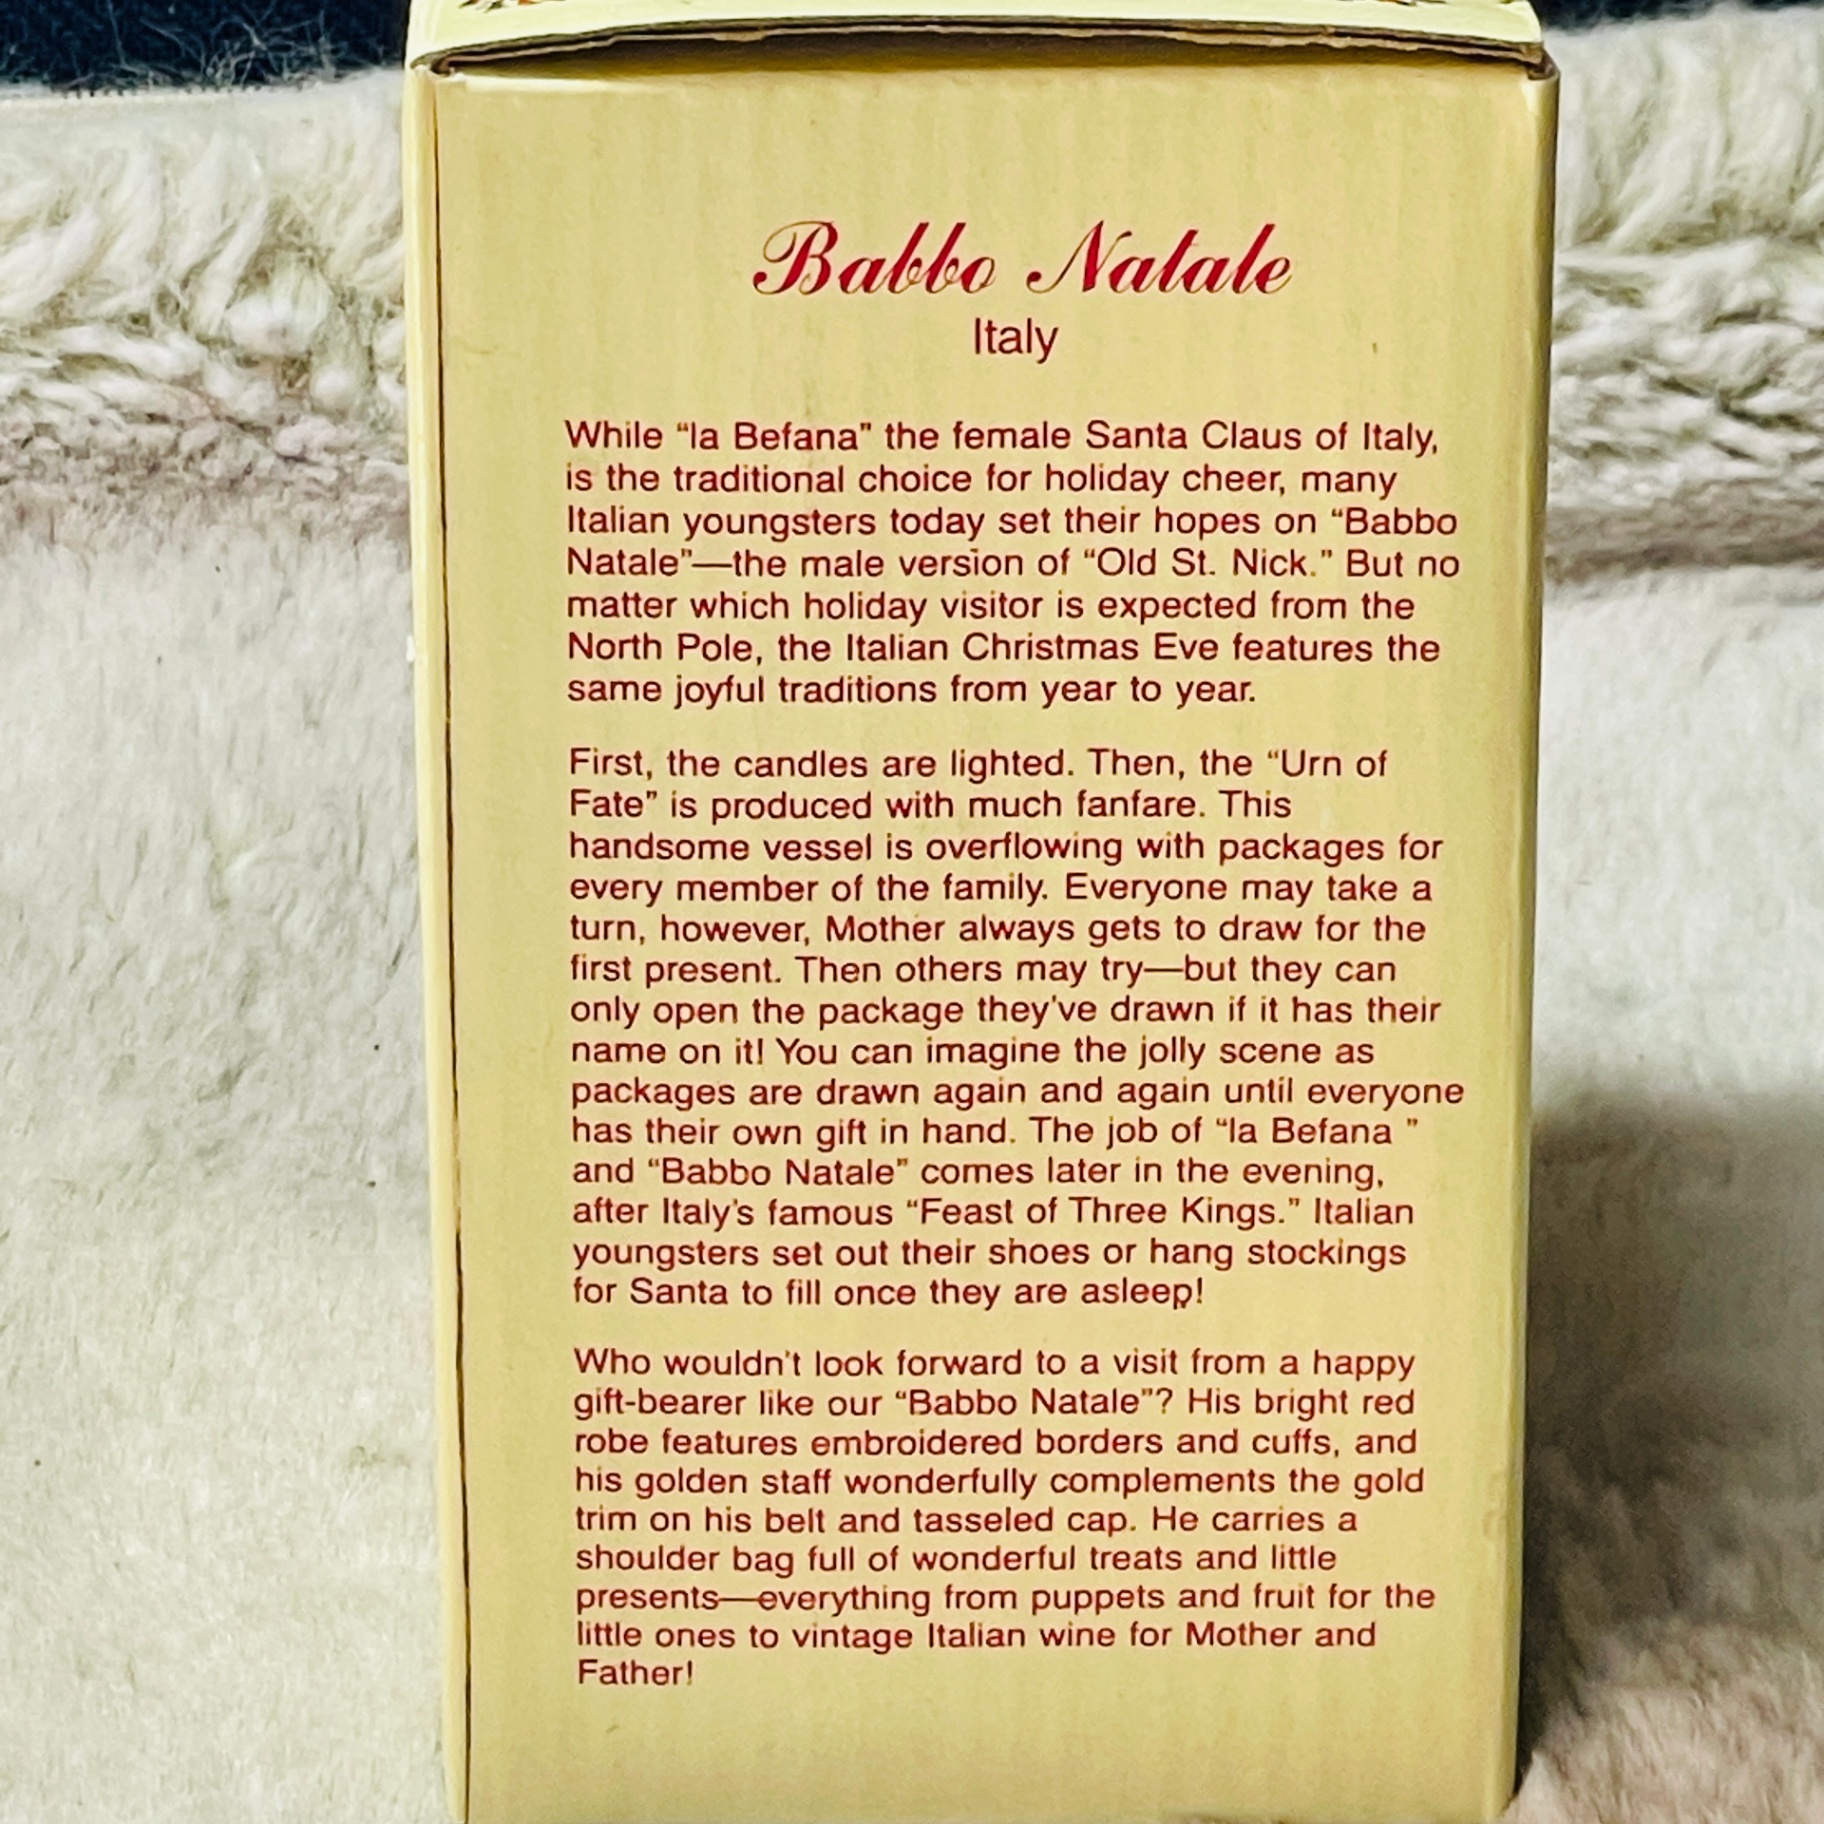 Babbo Natale
Italy
While “la Befana” the female Santa Claus of Italy,
is the traditional choice for holiday cheer, many
Italian youngsters today set their hopes on “Babbo
Natale”—the male version of “Old St. Nick.” But no
matter which holiday visitor is expected from the
North Pole, the Italian Christmas Eve features the
same joyful traditions from year to year.
First, the candles are lighted. Then, the “Urn of
Fate” is produced with much fanfare. This
handsome vessel is overflowing with packages for
every member of the family. Everyone may take a
turn, however, Mother always gets to draw for the
first present. Then others may try—but they can
only open the package they've drawn if it has their
name on it! You can imagine the jolly scene as
packages are drawn again and again until everyone
has their own gift in hand. The job of “la Befana ”
and “Babbo Natale” comes later in the evening,
after Italy's famous “Feast of Three Kings.” Italian
youngsters set out their shoes or hang stockings
for Santa to fill once they are asleep!
Who wouldn't look forward to a visit from a happy
gift-bearer like our “Babbo Natale”? His bright red
robe features embroidered borders and cuffs, and
his golden staff wonderfully complements the gold
trim on his belt and tasseled cap. He carries a
shoulder bag full of wonderful treats and little
presents—everything from puppets and fruit for the
little ones to vintage Italian wine for Mother and
Father!